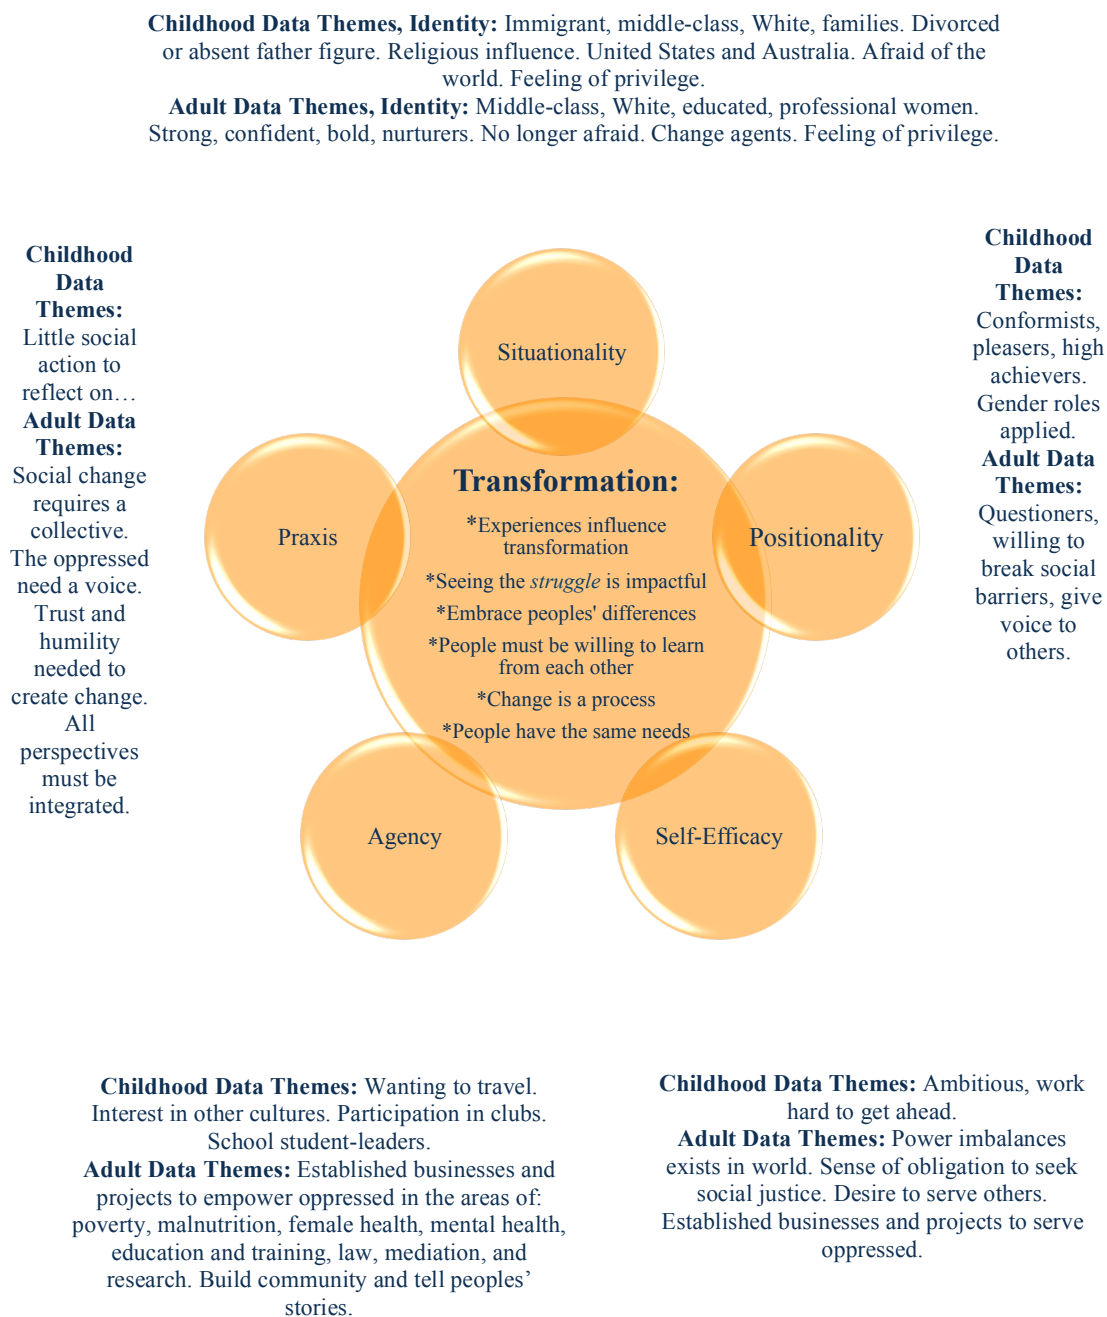 Childhood Data Themes, Identity: Immigrant, middle-class, White, families. Divorced
or absent father figure. Religious influence. United States and Australia. Afraid of the
world. Feeling of privilege.
Adult Data Themes, Identity: Middle-class, White, educated, professional women.
Strong, confident, bold, nurturers. No longer afraid. Change agents. Feeling of privilege.
Childhood
Data
Themes:
Little social
action to
reflect on…
Adult Data
Themes:
Social change
requires a
collective.
The oppressed
need a voice.
Trust and
humility
needed to
create change.
All
perspectives
must be
integrated.
Situationality
Praxis
Transformation:
*Experiences influence
transformation
*Seeing the struggle is impactful
*Embrace peoples' differences
*People must be willing to learn
from each other
*Change is a process
*People have the same needs
Positionality
Agency
Self-Efficacy
Childhood
Data
Themes:
Conformists,
pleasers, high
achievers.
Gender roles
applied.
Adult Data
Themes:
Questioners,
willing to
break social
barriers, give
voice to
others.
Childhood Data Themes: Wanting to travel.
Interest in other cultures. Participation in clubs.
School student-leaders.
Adult Data Themes: Established businesses and
projects to empower oppressed in the areas of:
poverty, malnutrition, female health, mental health,
education and training, law, mediation, and
research. Build community and tell peoples’
stories.
Childhood Data Themes: Ambitious, work
hard to get ahead.
Adult Data Themes: Power imbalances
exists in world. Sense of obligation to seek
social justice. Desire to serve others.
Established businesses and projects to serve
oppressed.